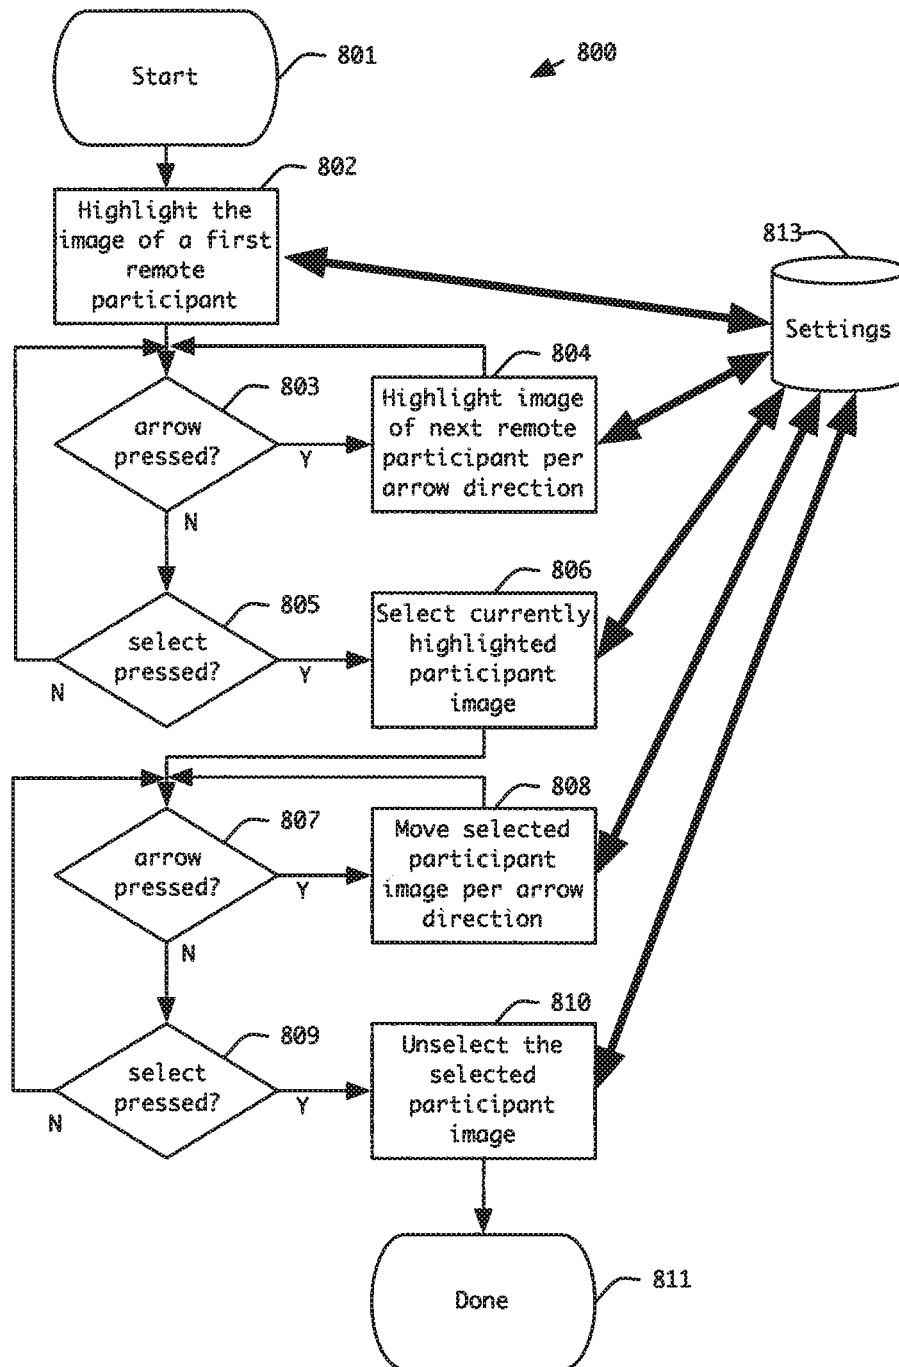 801
800
Start
802
Highlight the
image of a first
remote
participant
813
Settings
804
803
Highlight image
of next remote
participant per
arrow direction
arrow
pressed?
Y
N
806
805
Select currently
highlighted
participant
image
select
pressed?
Y
N
808
807
Move selected
participant
image per arrow
direction
arrow
pressed?
Y
N
810
809
Unselect the
selected
participant
image
select
pressed?
Y
N
811
Done